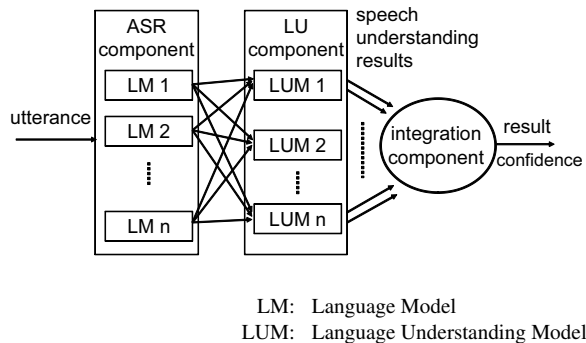 ASR
component
LM 1
LM 2
LM n
utterance
LU
component
LUM 1
LUM 2
LUM n
speech
understanding
results
integration
component
result
confidence
LM: Language Model
LUM: Language Understanding Model